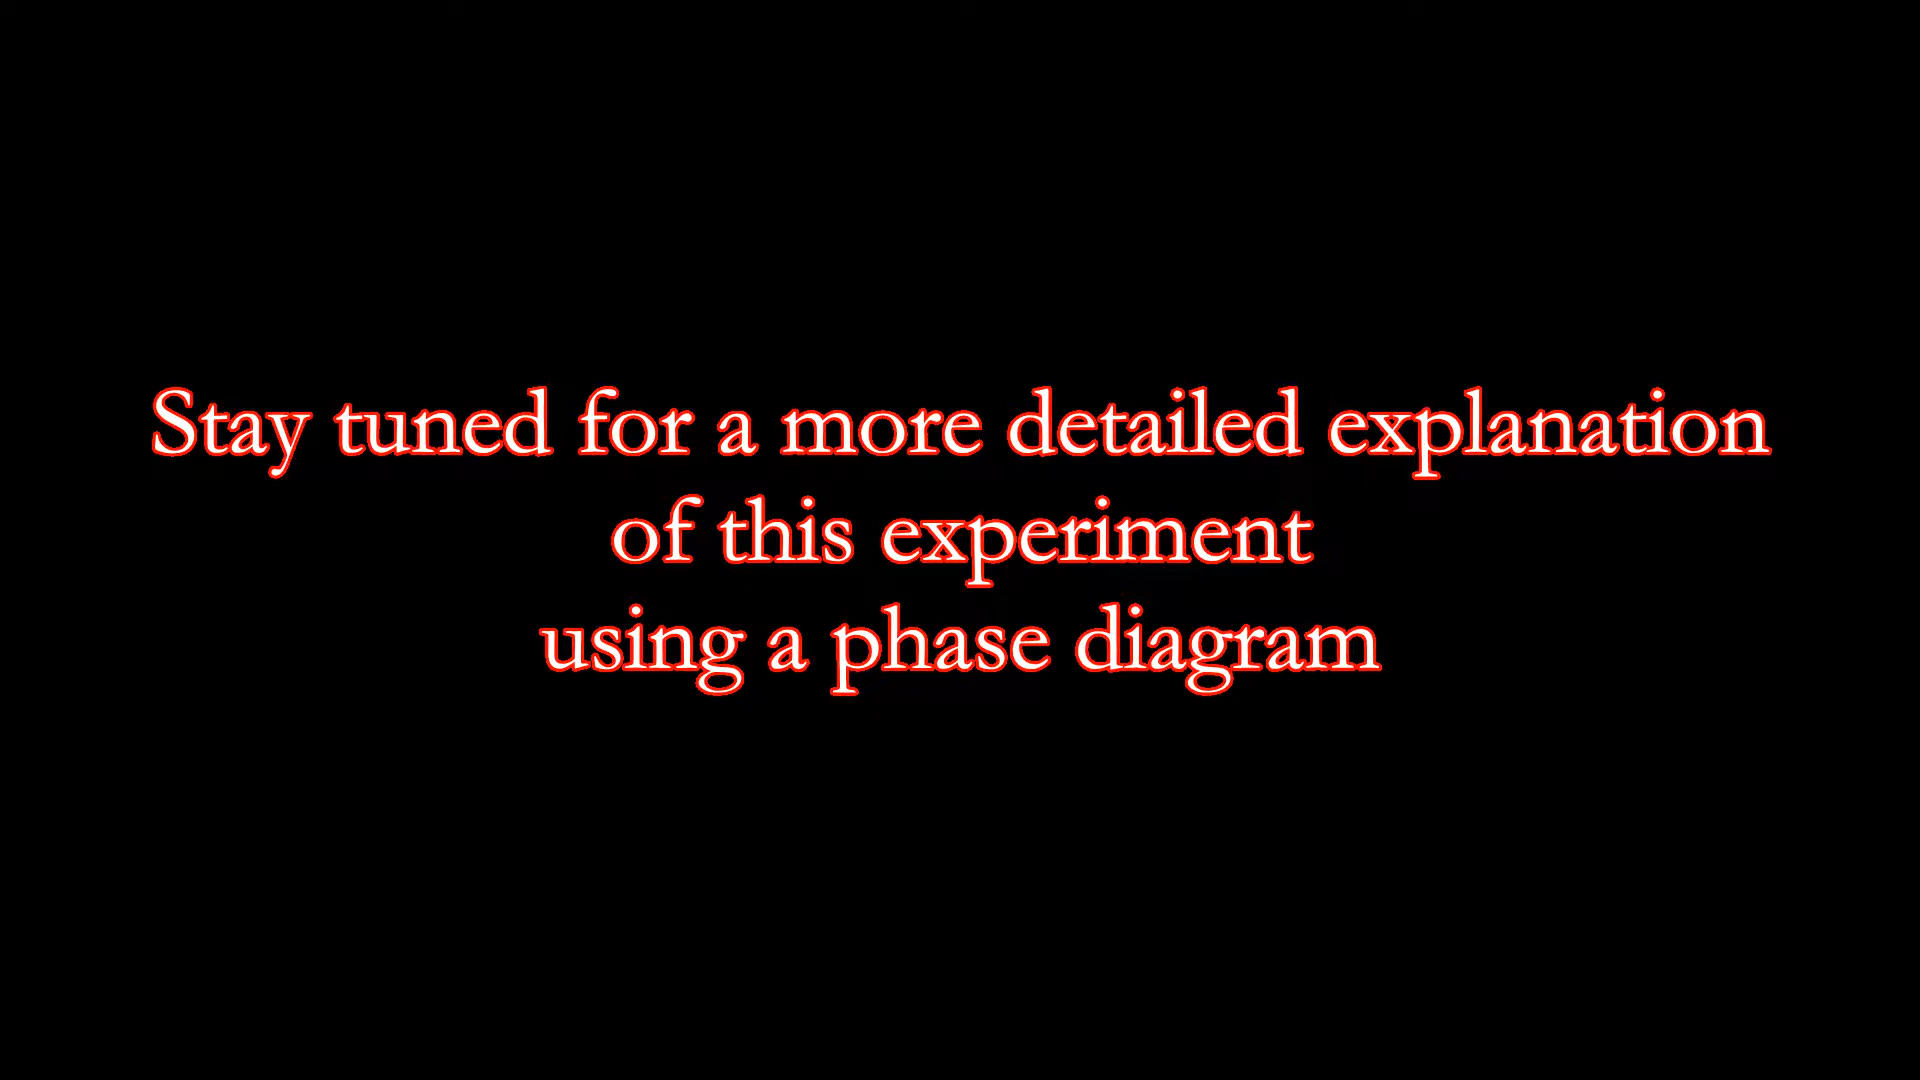 Stay tuned for a more detailed explanation
of this experiment
using a phase diagram